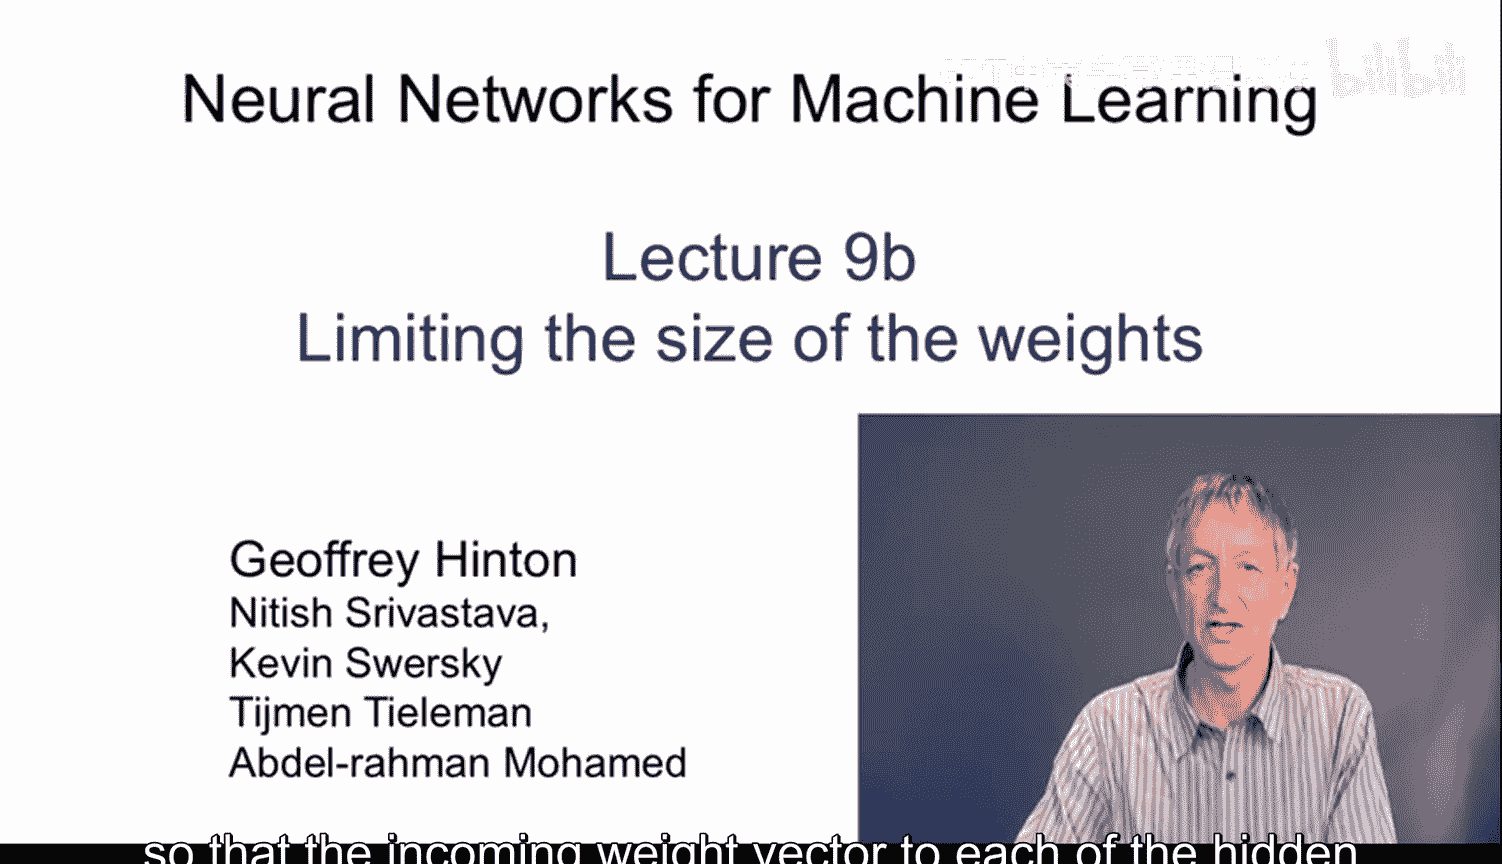 Neural Networks for Machine Learning
bilibili
Lecture 9b
Limiting the size of the weights
Geoffrey Hinton
Nitish Srivastava,
Kevin Swersky
Tijmen Tieleman
Abdel-rahman Mohamed
so that the incoming weight vector to each of the hidden